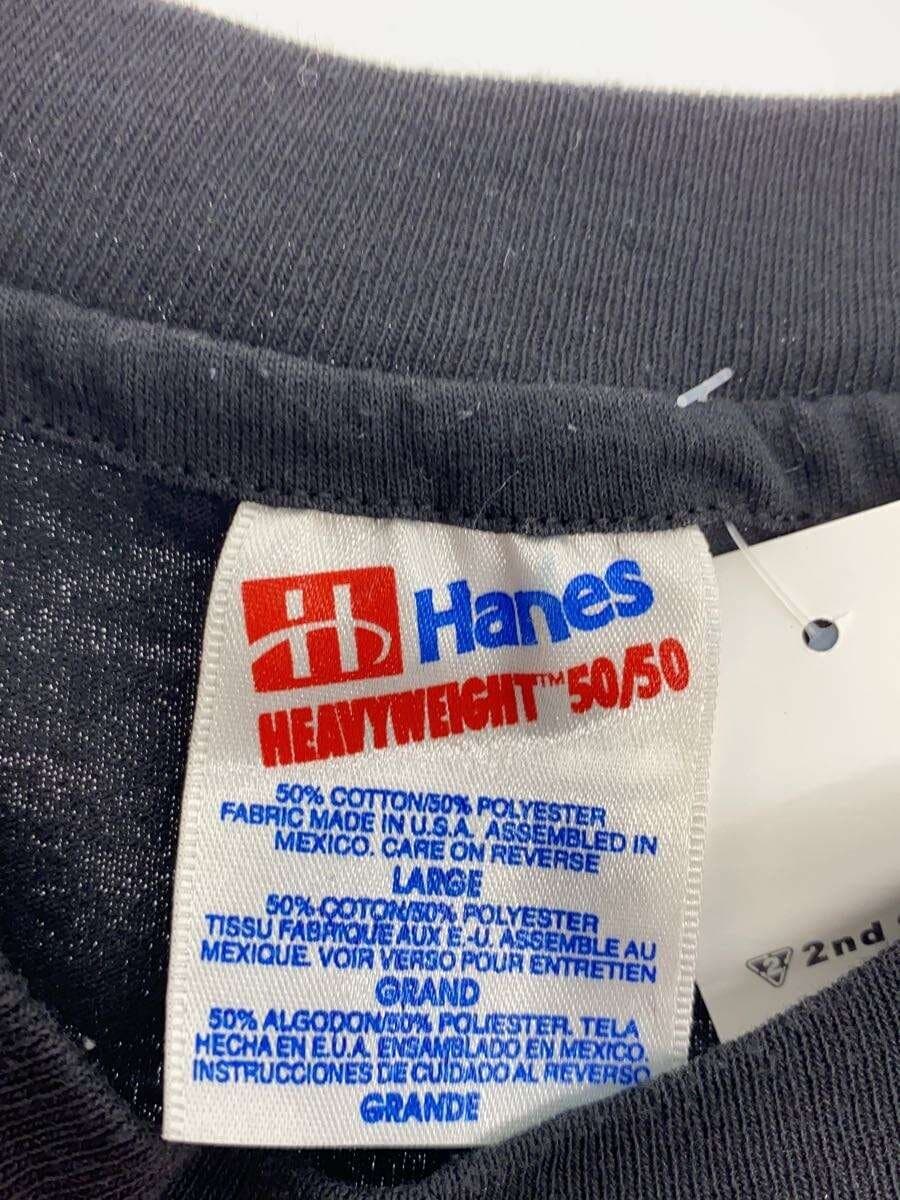 H Hanes
HEAVYWEIGHT™ 50/50
50% COTTON/50% POLYESTER
FABRIC MADE IN U.S.A. ASSEMBLED IN
MEXICO. CARE ON REVERSE
LARGE
50% COTON/50% POLYESTER
TISSU FABRIQUE AUX E.-U. ASSEMBLE AU
MEXIQUE. VOIR VERSO POUR ENTRETIEN
GRAND
50% ALGODON/50% POLIESTER. TELA
HECHA EN E.U.A. ENSAMBLADO EN MEXICO.
INSTRUCCIONES DE CUIDADO AL REVERSO
GRANDE
2nd